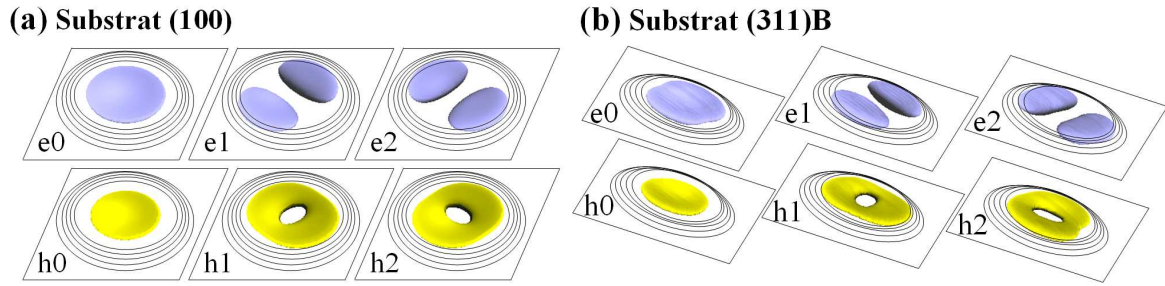 (a) Substrat (100)
e0
e1
e2
h0
h1
h2
(b) Substrat (311)B
e0
e1
e2
h0
h1
h2